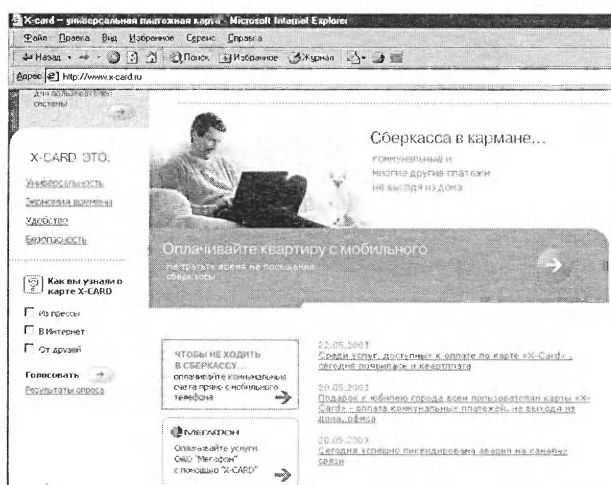 X-card – универсальная платежная карта - Microsoft Internet Explorer
Файл Правка Вид Избранное Сервис Справка
Назад Поиск Избранное Журнал
Адрес http://www.x-card.ru
для пользователей
системы
X-CARD ЭТО:
Универсальность
Экономия времени
Удобство
Безопасность
Как вы узнали о
карте X-CARD
Из прессы
В Интернет
От друзей
Голосовать
Результаты опроса
Сберкасса в кармане...
коммунальные и
многие другие платежи
не выходя из дома
Оплачивайте квартиру с мобильного
Не тратьте время на посещение
сберкассы
ЧТОБЫ НЕ ХОДИТЬ
В СБЕРКАССУ...
оплачивайте коммунальные
счета прямо с мобильного
телефона
МЕГАФОН
Оплачивайте услуги
ОАО "Мегафон"
с помощью "X-CARD"
22.05.2003
Среди услуг, доступных к оплате по карте «X-Card» ,
сегодня появилась и квартплата
20.05.2003
Подарок к юбилею города всем пользователям карты «X-
Card» - оплата коммунальных платежей, не выходя из
дома, офиса
20.05.2003
Сегодня успешно ликвидирована авария на каналах
связи